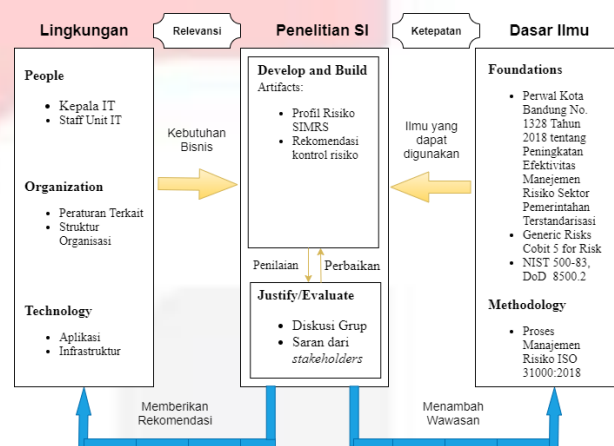 Lingkungan
Relevansi
Penelitian SI
Ketepatan
Dasar Ilmu
People
Kepala IT
Staff Unit IT
Organization
Peraturan Terkait
Struktur
Organisasi
Technology
Aplikasi
Infrastruktur
Kebutuhan
Bisnis
Develop and Build
Artifacts:
Profil Risiko
SIMRS
Rekomendasi
kontrol risiko
Penilaian
Perbaikan
Justify/Evaluate
Diskusi Grup
Saran dari
stakeholders
Ilmu yang
dapat
digunakan
Foundations
Perwal Kota
Bandung No.
1328 Tahun
2018 tentang
Peningkatan
Efektivitas
Manejemen
Risiko Sektor
Pemerintahan
Terstandarisasi
Generic Risks
Cobit 5 for Risk
NIST 500-83,
DoD 8500.2
Methodology
Proses
Manajemen
Risiko ISO
31000:2018
Memberikan
Rekomendasi
Menambah
Wawasan